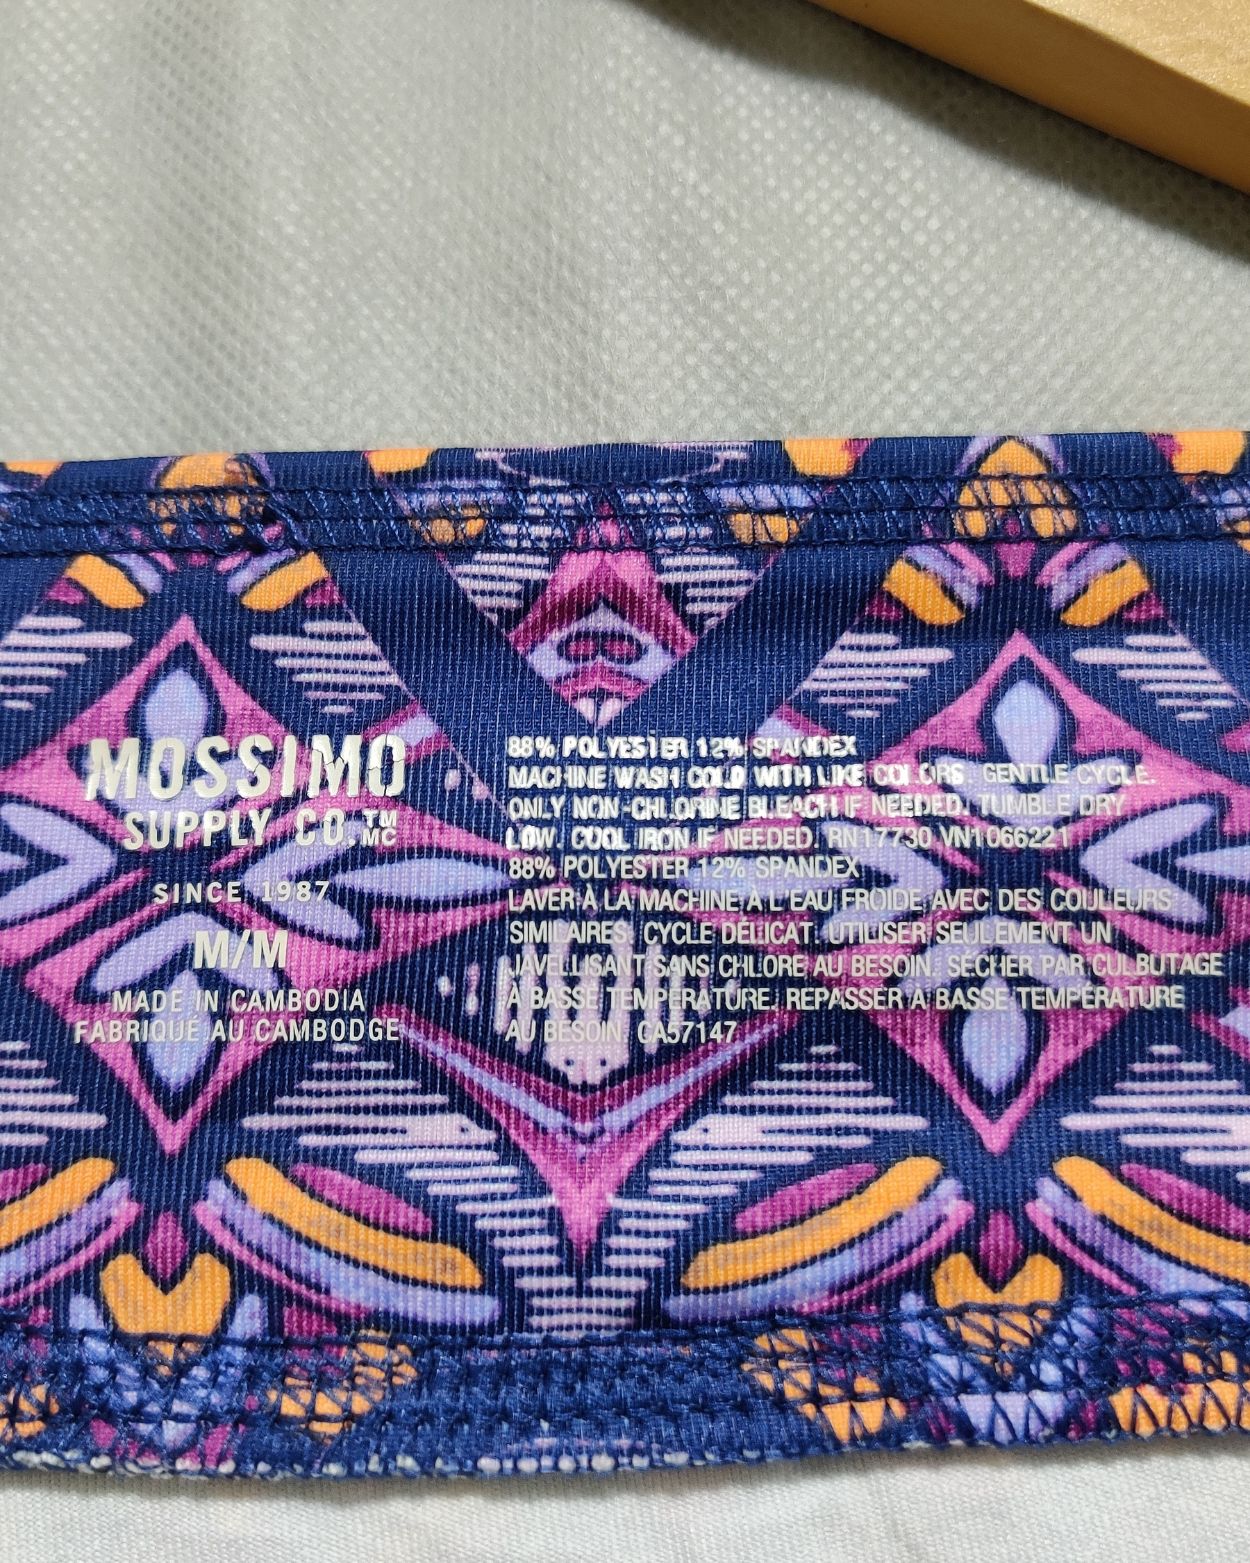 MOSSIMO
SUPPLY CO.™ MC
SINCE 1987
M/M
MADE IN CAMBODIA
FABRIQUÉ AU CAMBODGE
88% POLYESTER 12% SPANDEX
MACHINE WASH COLD WITH LIKE COLORS. GENTLE CYCLE.
ONLY NON-CHLORINE BLEACH IF NEEDED. TUMBLE DRY
LOW. COOL IRON IF NEEDED. RN17730 VN1066221
88% POLYESTER 12% SPANDEX
LAVER À LA MACHINE À L'EAU FROIDE AVEC DES COULEURS
SIMILAIRES. CYCLE DÉLICAT. UTILISER SEULEMENT UN
JAVELLISANT SANS CHLORE AU BESOIN. SÉCHER PAR CULBUTAGE
À BASSE TEMPÉRATURE. REPASSER À BASSE TEMPÉRATURE
AU BESOIN. CA57147